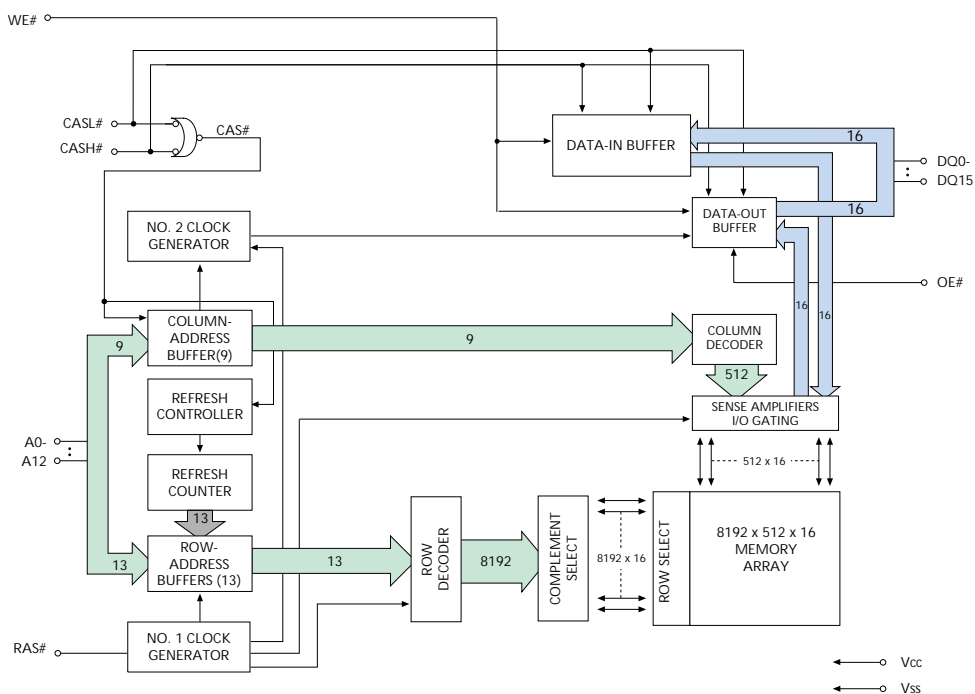 WE#
CASL#
CASH#
CAS#
DATA-IN BUFFER
16
DQ0-
:
DQ15
16
DATA-OUT
BUFFER
NO. 2 CLOCK
GENERATOR
OE#
16
16
COLUMN-
ADDRESS
BUFFER(9)
9
9
COLUMN
DECODER
512
REFRESH
CONTROLLER
SENSE AMPLIFIERS
I/O GATING
A0-
:
A12
512 x 16
REFRESH
COUNTER
13
ROW-
ADDRESS
BUFFERS (13)
13
13
ROW
DECODER
8192
COMPLEMENT
SELECT
8192 x 16
ROW SELECT
8192 x 512 x 16
MEMORY
ARRAY
RAS#
NO. 1 CLOCK
GENERATOR
Vcc
Vss